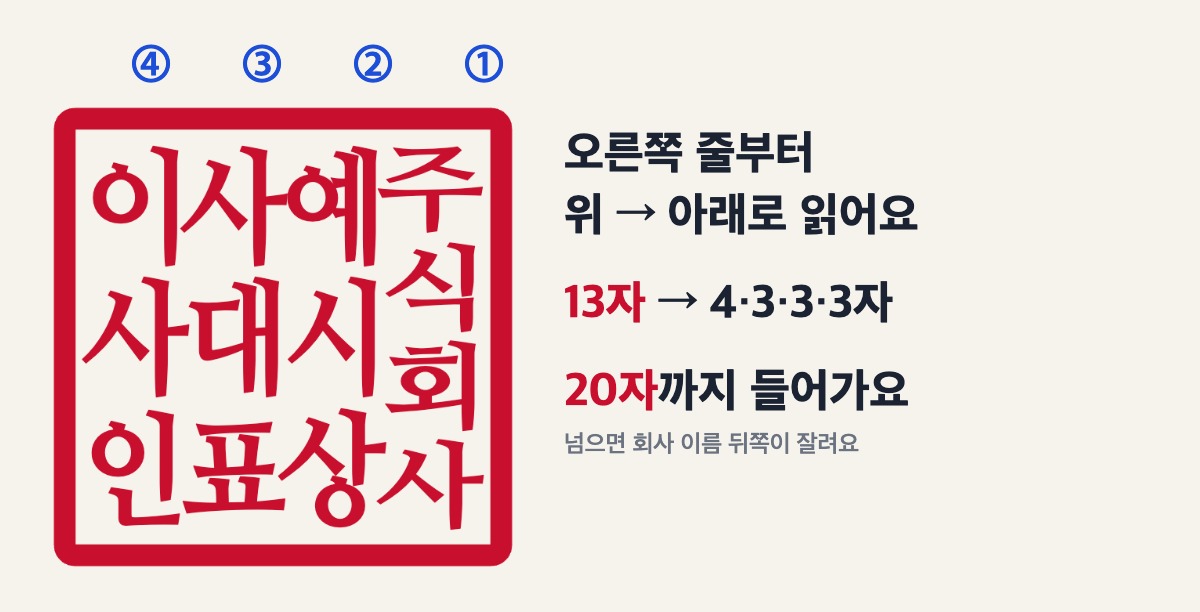 ④ ③ ② ①
주식회사
예시상
사대표
이사인
오른쪽 줄부터
위 → 아래로 읽어요
13자 → 4·3·3·3자
20자까지 들어가요
넘으면 회사 이름 뒤쪽이 잘려요